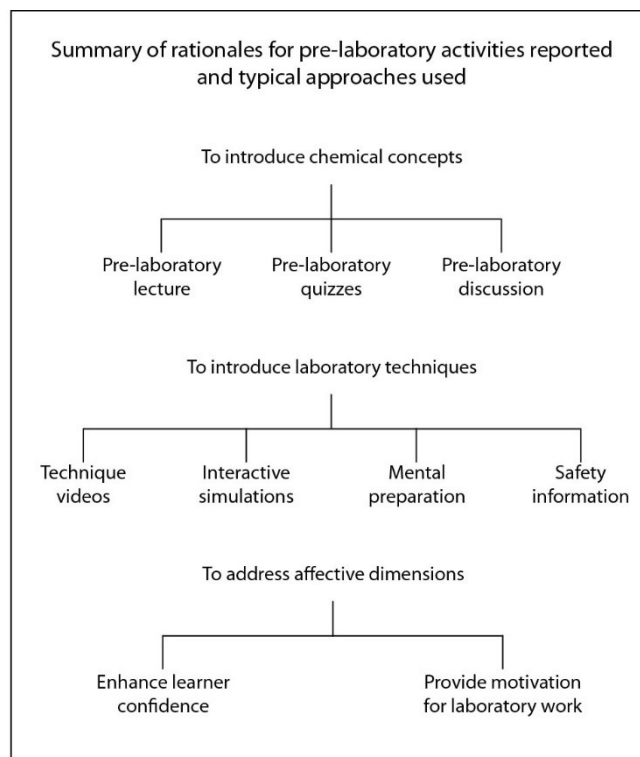 Summary of rationales for pre-laboratory activities reported
and typical approaches used
To introduce chemical concepts
Pre-laboratory
lecture
Pre-laboratory
quizzes
Pre-laboratory
discussion
To introduce laboratory techniques
Technique
videos
Interactive
simulations
Mental
preparation
Safety
information
To address affective dimensions
Enhance learner
confidence
Provide motivation
for laboratory work